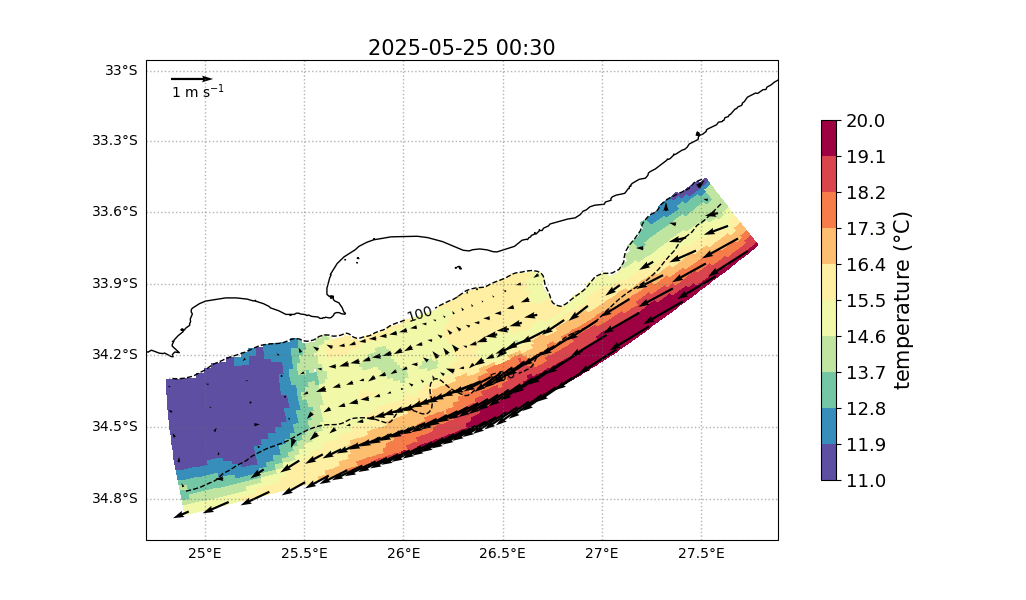 2025-05-25 00:30
1 m s⁻¹
33°S
33.3°S
33.6°S
33.9°S
34.2°S
34.5°S
34.8°S
25°E
25.5°E
26°E
26.5°E
27°E
27.5°E
100
20.0
19.1
18.2
17.3
16.4
15.5
14.6
13.7
12.8
11.9
11.0
temperature (°C)